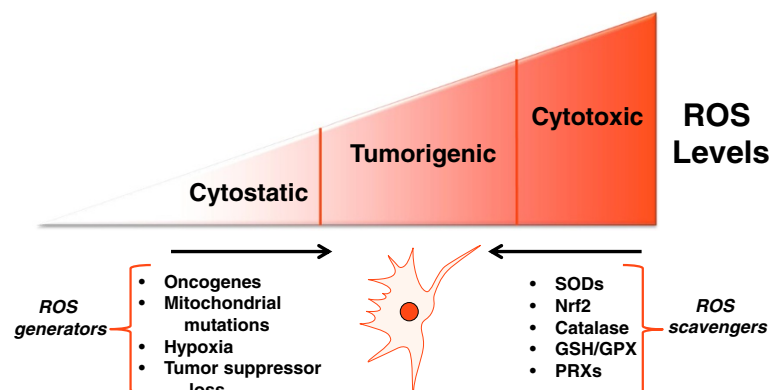 Cytostatic
Tumorigenic
Cytotoxic
ROS
Levels
ROS
generators
• Oncogenes
• Mitochondrial
mutations
• Hypoxia
• Tumor suppressor
loss
• SODs
• Nrf2
• Catalase
• GSH/GPX
• PRXs
ROS
scavengers